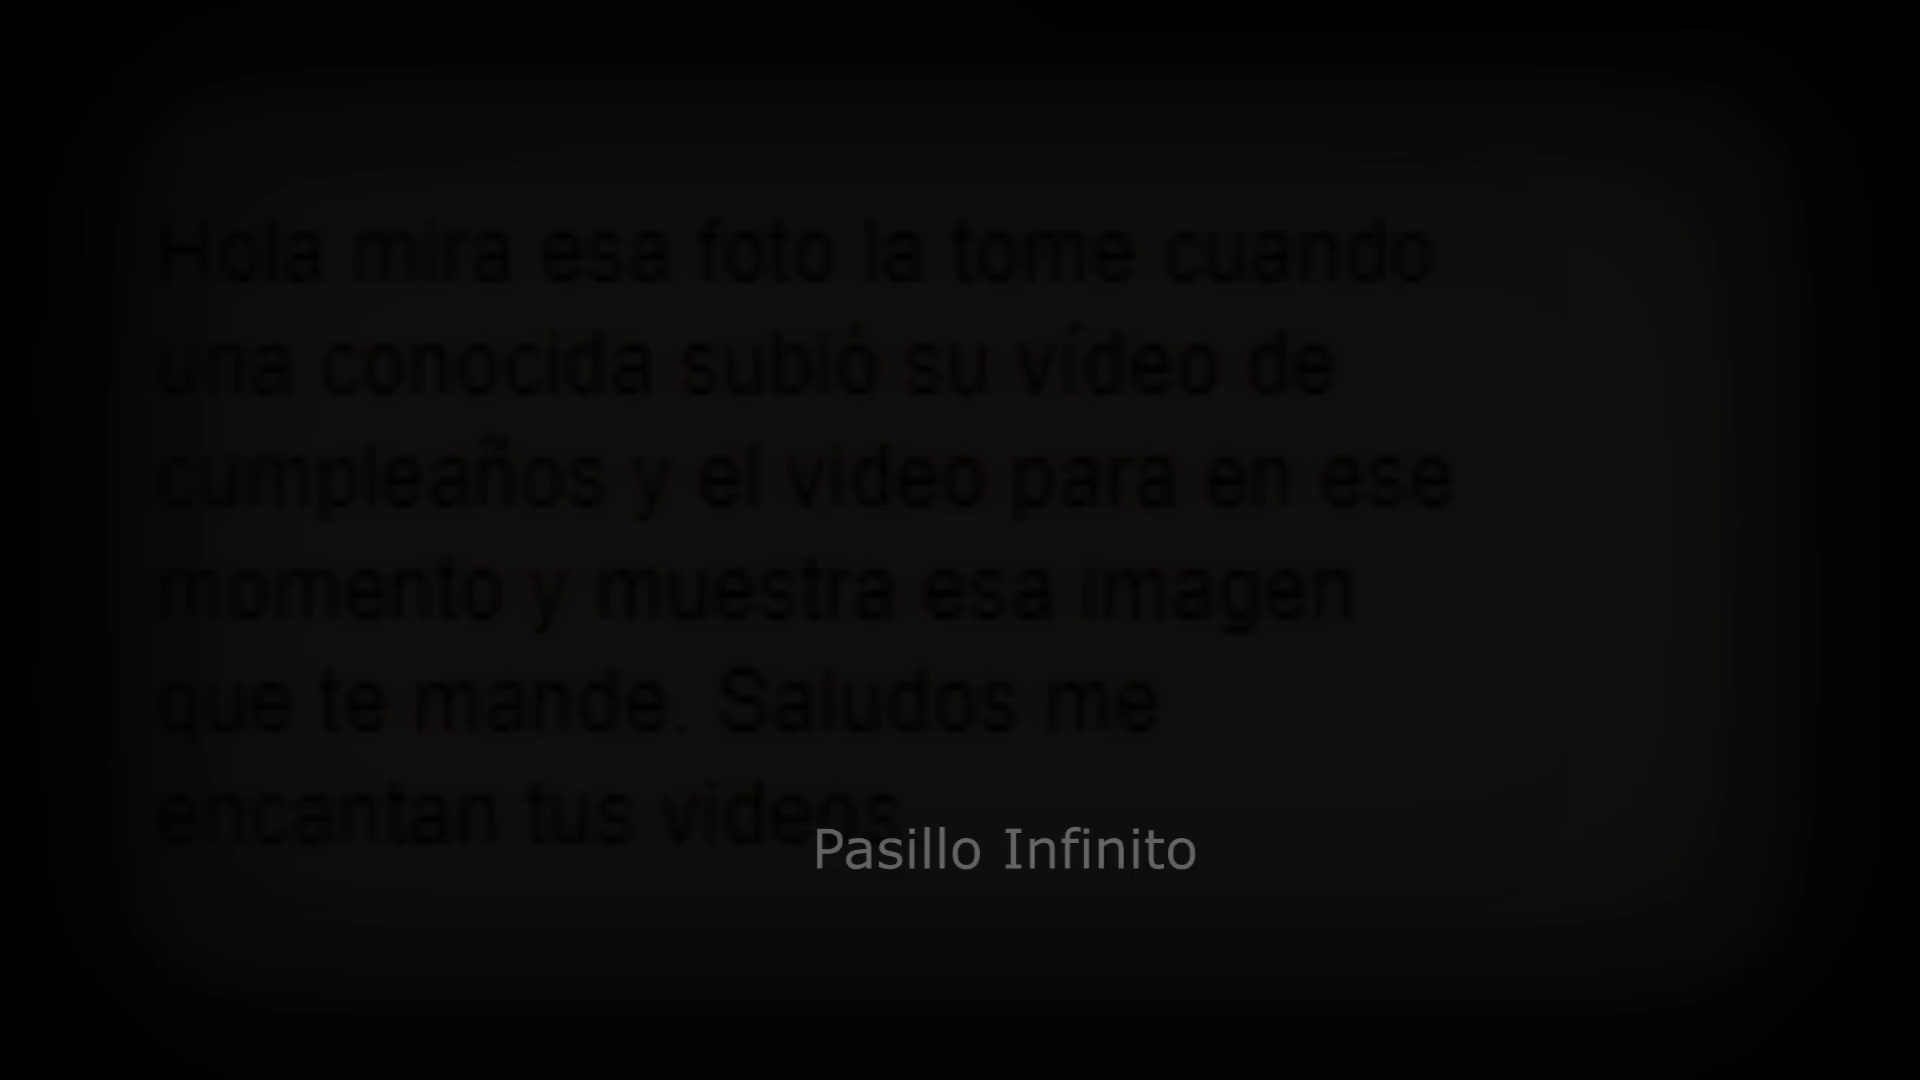 Hola mira esa foto la tome cuando
una conocida subió su vídeo de
cumpleaños y el video para en ese
momento y muestra esa imagen
que te mande. Saludos me
encantan tus videos
Pasillo Infinito